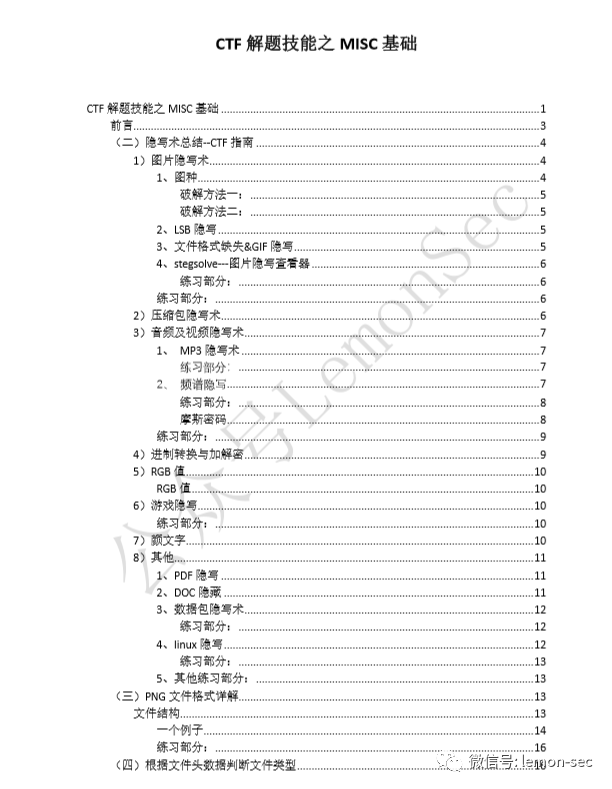 CTF 解题技能之 MISC 基础
CTF 解题技能之 MISC 基础 1
前言 3
（二）隐写术总结--CTF 指南 4
1）图片隐写术 4
1、图种 4
破解方法一： 5
破解方法二： 5
2、LSB 隐写 5
3、文件格式缺失&GIF 隐写 5
4、stegsolve---图片隐写查看器 6
练习部分： 6
练习部分： 6
2）压缩包隐写术 6
3）音频及视频隐写术 7
1、 MP3 隐写术 7
练习部分： 7
2、 频谱隐写 7
练习部分： 8
摩斯密码 8
练习部分： 9
4）进制转换与加解密 9
5）RGB 值 10
RGB 值 10
6）游戏隐写 10
练习部分： 10
7）颜文字 10
8）其他 11
1、PDF 隐写 11
2、DOC 隐藏 11
3、数据包隐写术 12
练习部分： 12
4、linux 隐写 12
练习部分： 13
5、其他练习部分： 13
（三）PNG 文件格式详解 13
文件结构 13
一个例子 14
练习部分： 16
（四）根据文件头数据判断文件类型
公众号LemonSec
微信号: lemon-sec